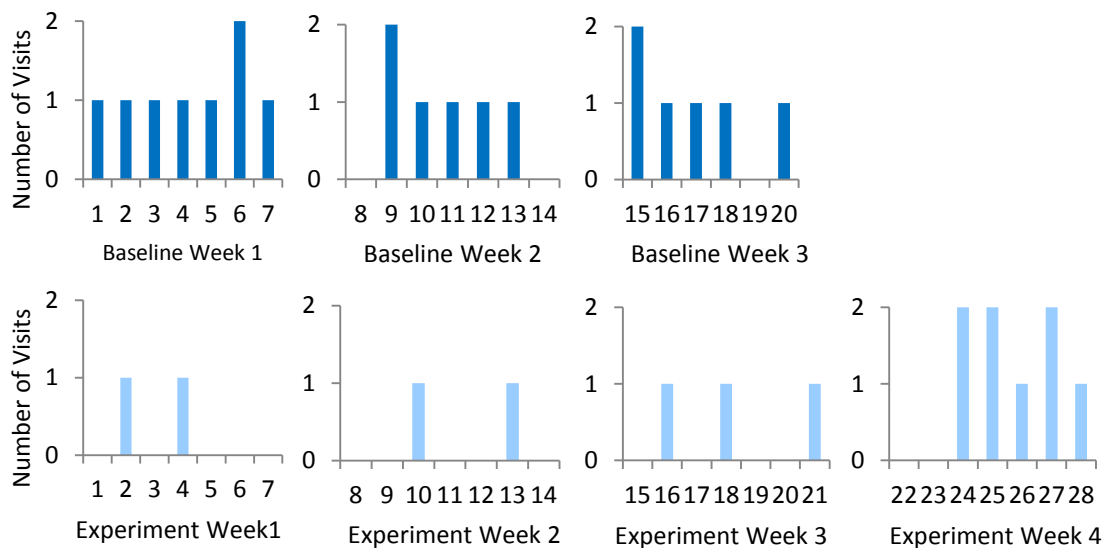 Number of Visits
2
1
0
1 2 3 4 5 6 7
Baseline Week 1
2
1
0
8 9 10 11 12 13 14
Baseline Week 2
2
1
0
15 16 17 18 19 20
Baseline Week 3
Number of Visits
2
1
0
1 2 3 4 5 6 7
Experiment Week1
2
1
0
8 9 10 11 12 13 14
Experiment Week 2
2
1
0
15 16 17 18 19 20 21
Experiment Week 3
2
1
0
22 23 24 25 26 27 28
Experiment Week 4